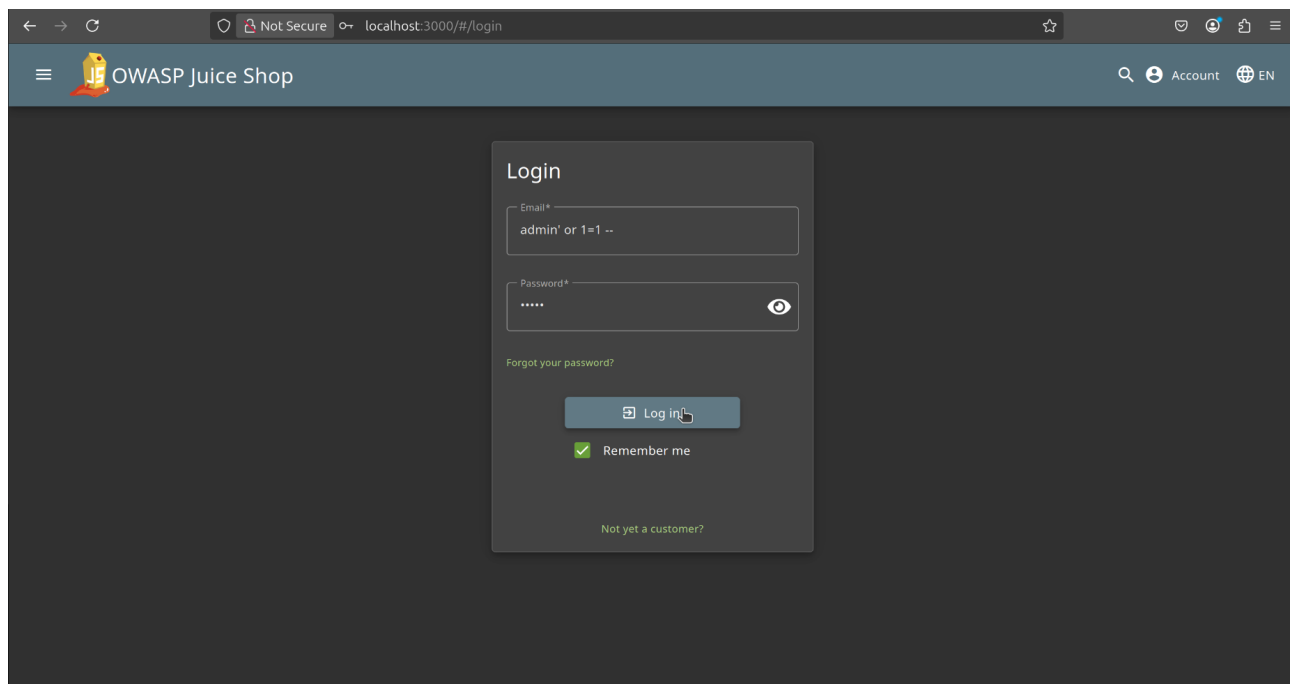 Not Secure localhost:3000/#/login
JS OWASP Juice Shop
Account EN
Login
Email*
admin' or 1=1 --
Password*
•••••
Forgot your password?
Log in
Remember me
Not yet a customer?